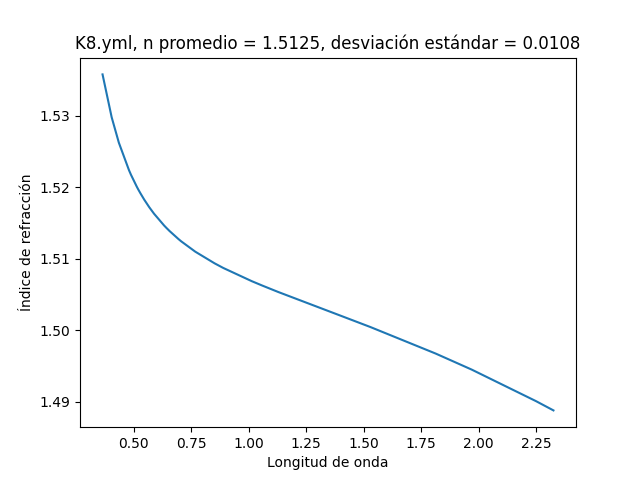 K8.yml, n promedio = 1.5125, desviación estándar = 0.0108
1.53
1.52
1.51
1.50
1.49
Índice de refracción
0.50 0.75 1.00 1.25 1.50 1.75 2.00 2.25
Longitud de onda